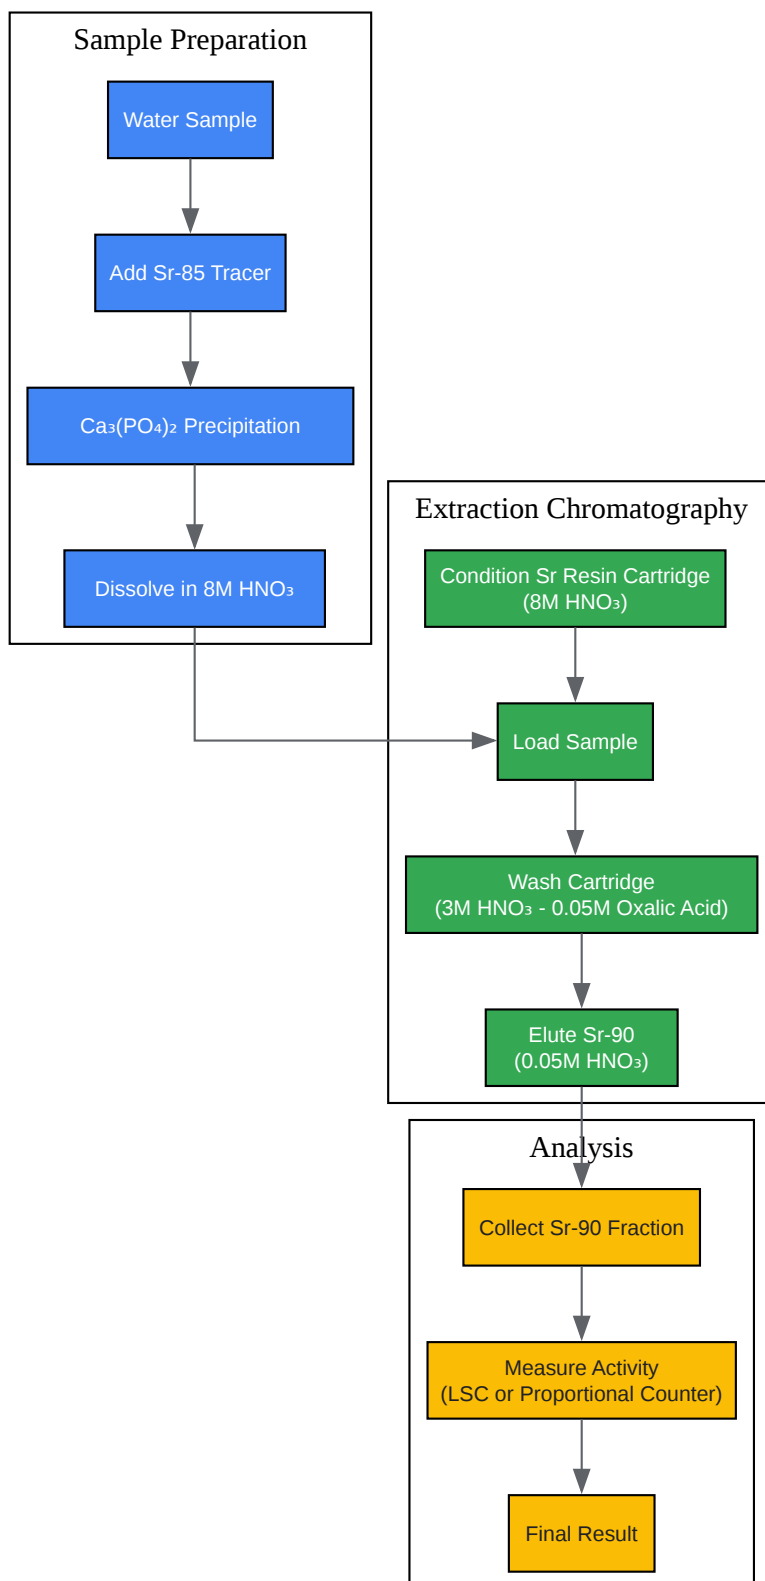 Sample Preparation
Water Sample
Add Sr-85 Tracer
Ca₃(PO₄)₂ Precipitation
Dissolve in 8M HNO₃
Extraction Chromatography
Condition Sr Resin Cartridge
(8M HNO₃)
Load Sample
Wash Cartridge
(3M HNO₃ - 0.05M Oxalic Acid)
Elute Sr-90
(0.05M HNO₃)
Analysis
Collect Sr-90 Fraction
Measure Activity
(LSC or Proportional Counter)
Final Result